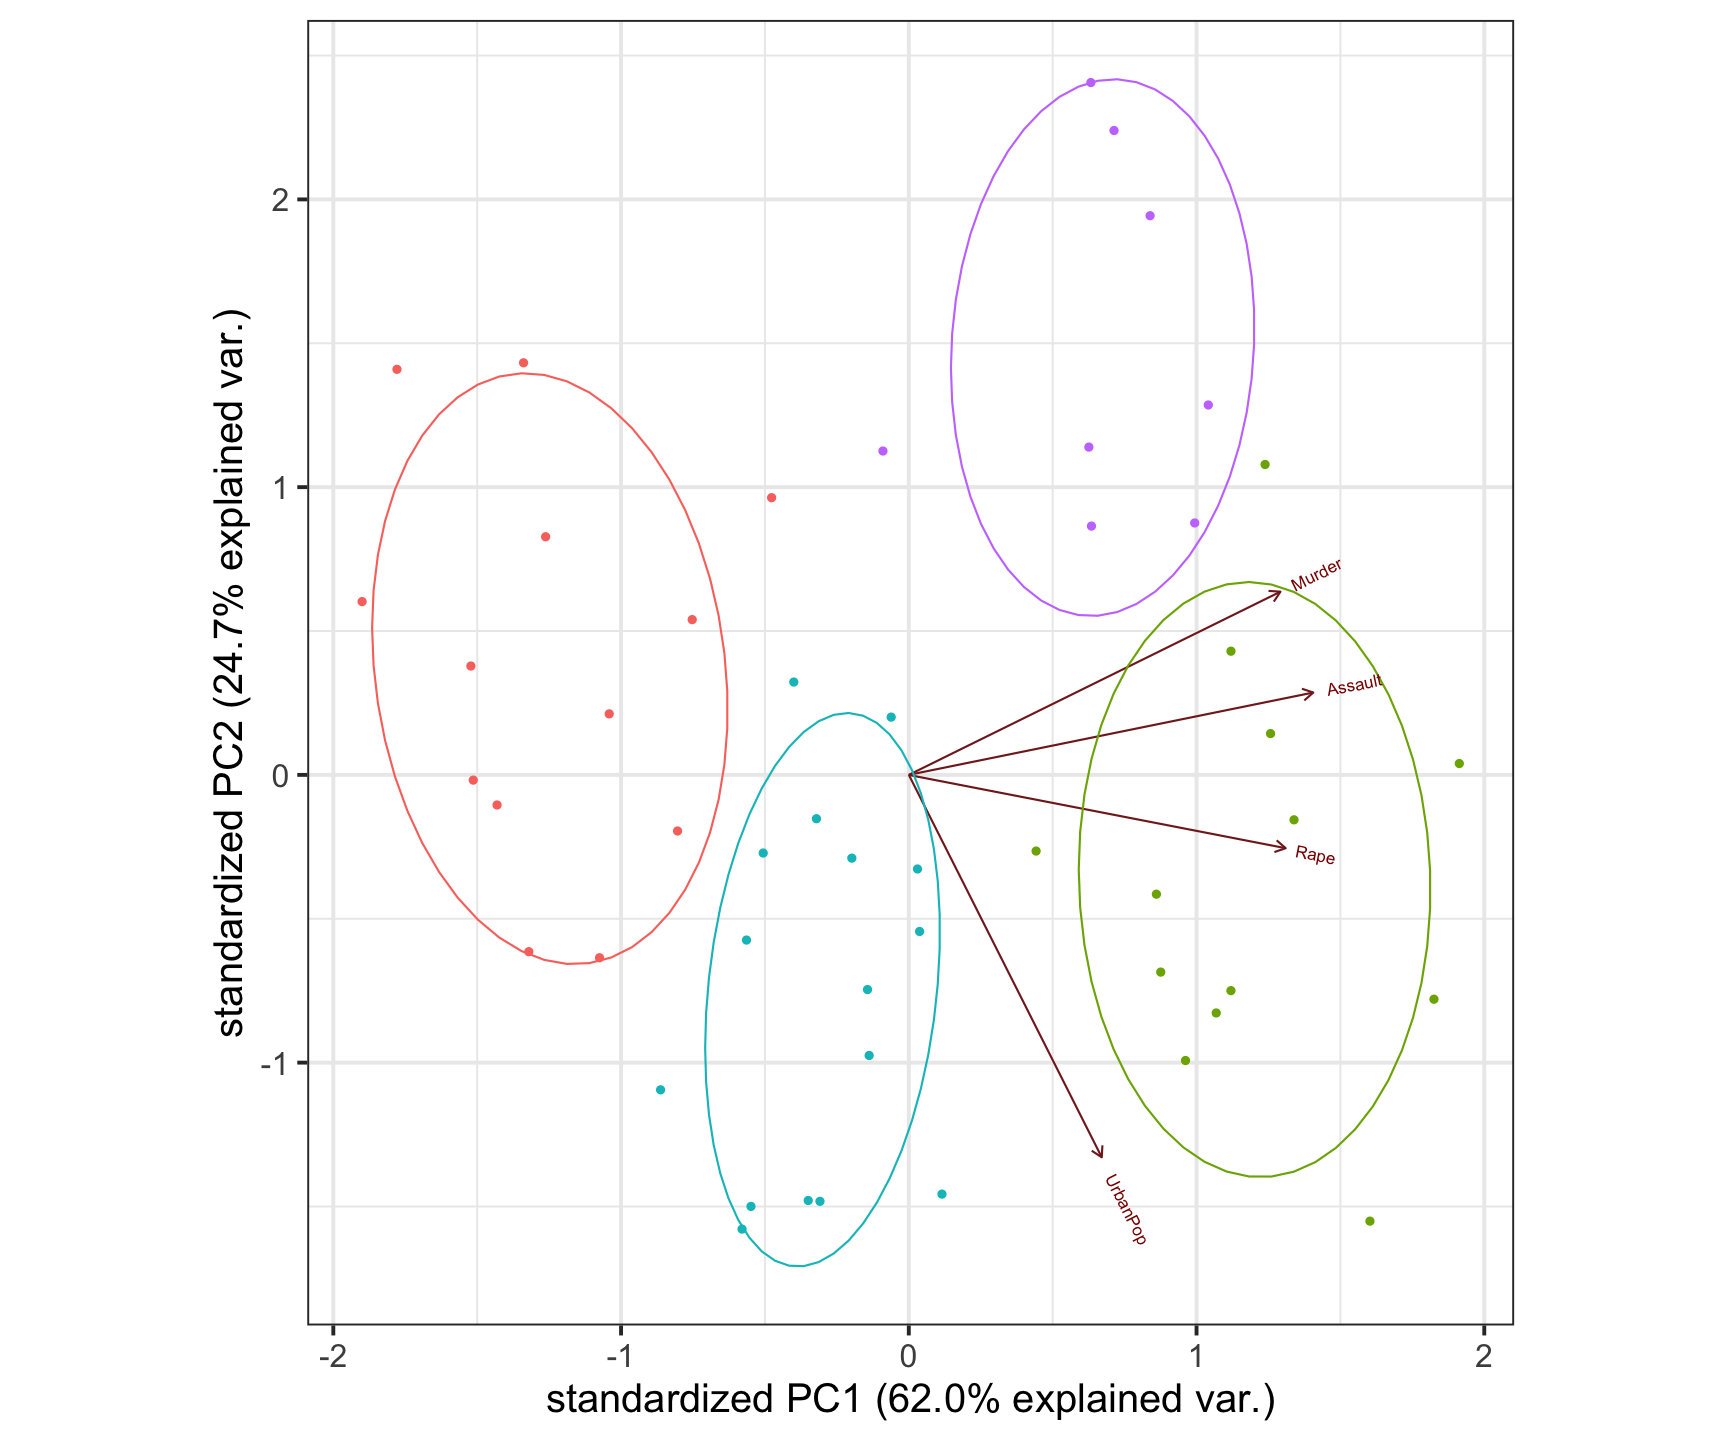 standardized PC2 (24.7% explained var.)
2
1
0
-1
Murder
Assault
Rape
UrbanPop
-2
-1
0
1
2
standardized PC1 (62.0% explained var.)